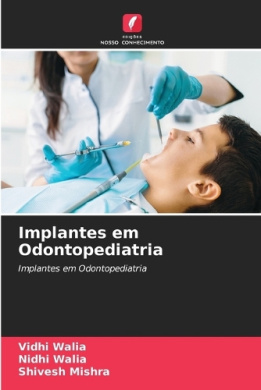 edições
NOSSO CONHECIMENTO
Implantes em
Odontopediatria
Implantes em Odontopediatria
Vidhi Walia
Nidhi Walia
Shivesh Mishra